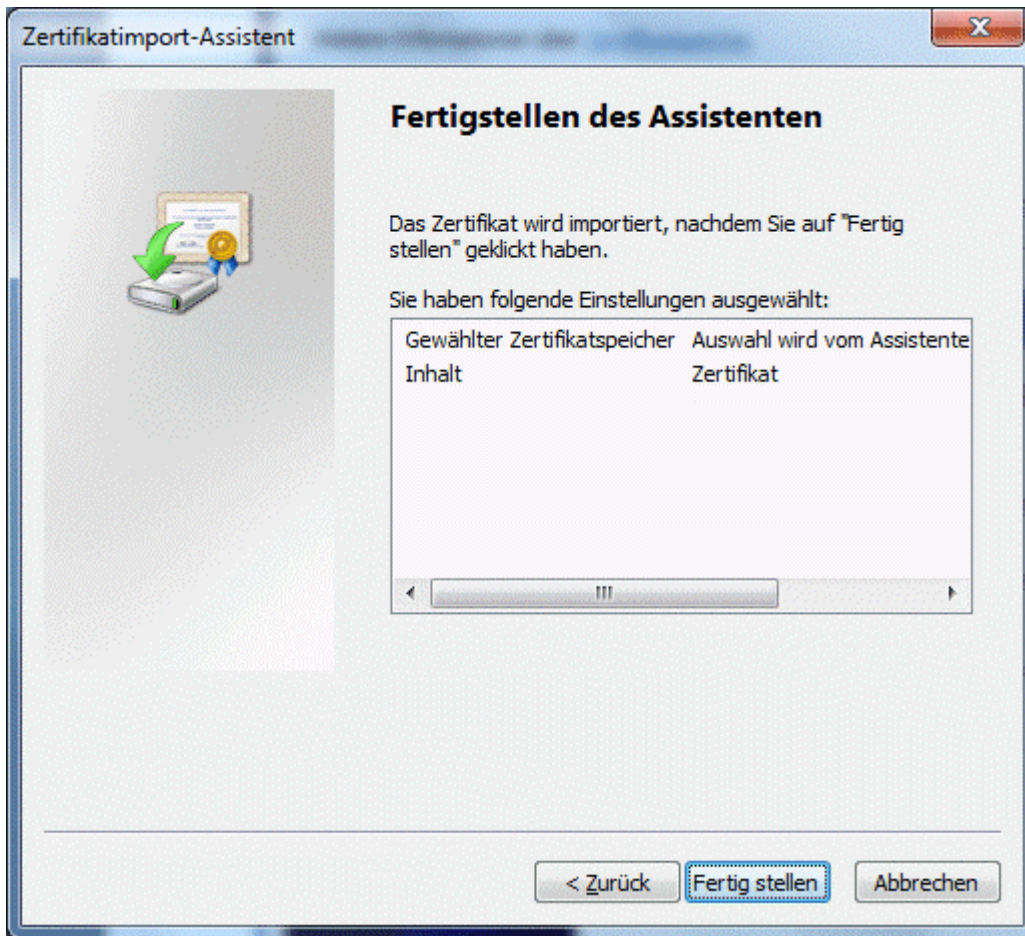 Zertifikatimport-Assistent
Fertigstellen des Assistenten
Das Zertifikat wird importiert, nachdem Sie auf "Fertig
stellen" geklickt haben.
Sie haben folgende Einstellungen ausgewählt:
Gewählter Zertifikatspeicher Auswahl wird vom Assistente
Inhalt Zertifikat
< Zurück Fertig stellen Abbrechen